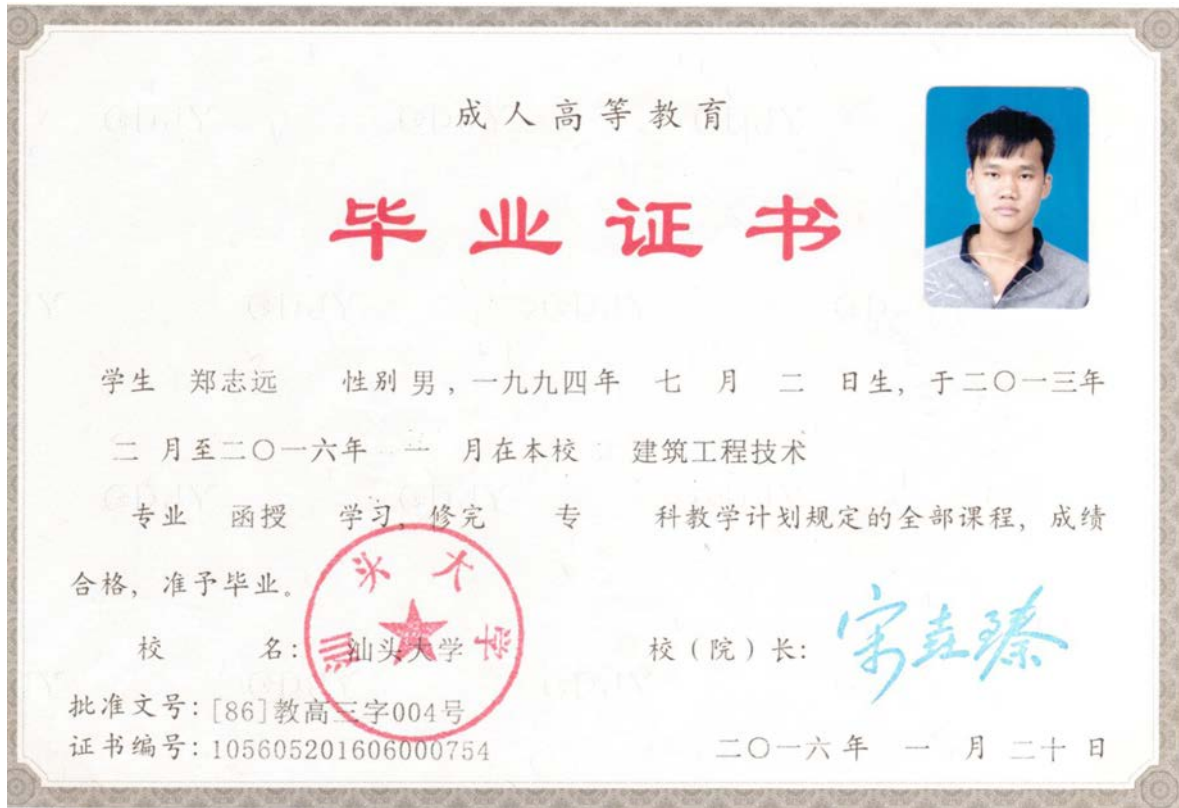 成人高等教育
毕业证书
学生 郑志远 性别 男，一九九四年 七 月 二 日生，于二〇一三年
二 月至二〇一六年 一 月在本校 建筑工程技术
专业 函授 学习，修完 专 科教学计划规定的全部课程，成绩
合格，准予毕业。
汕头大学
校 名：汕头大学 校（院）长：
批准文号：[86]教高三字004号
证书编号：105605201606000754 二〇一六年 一 月 二十 日